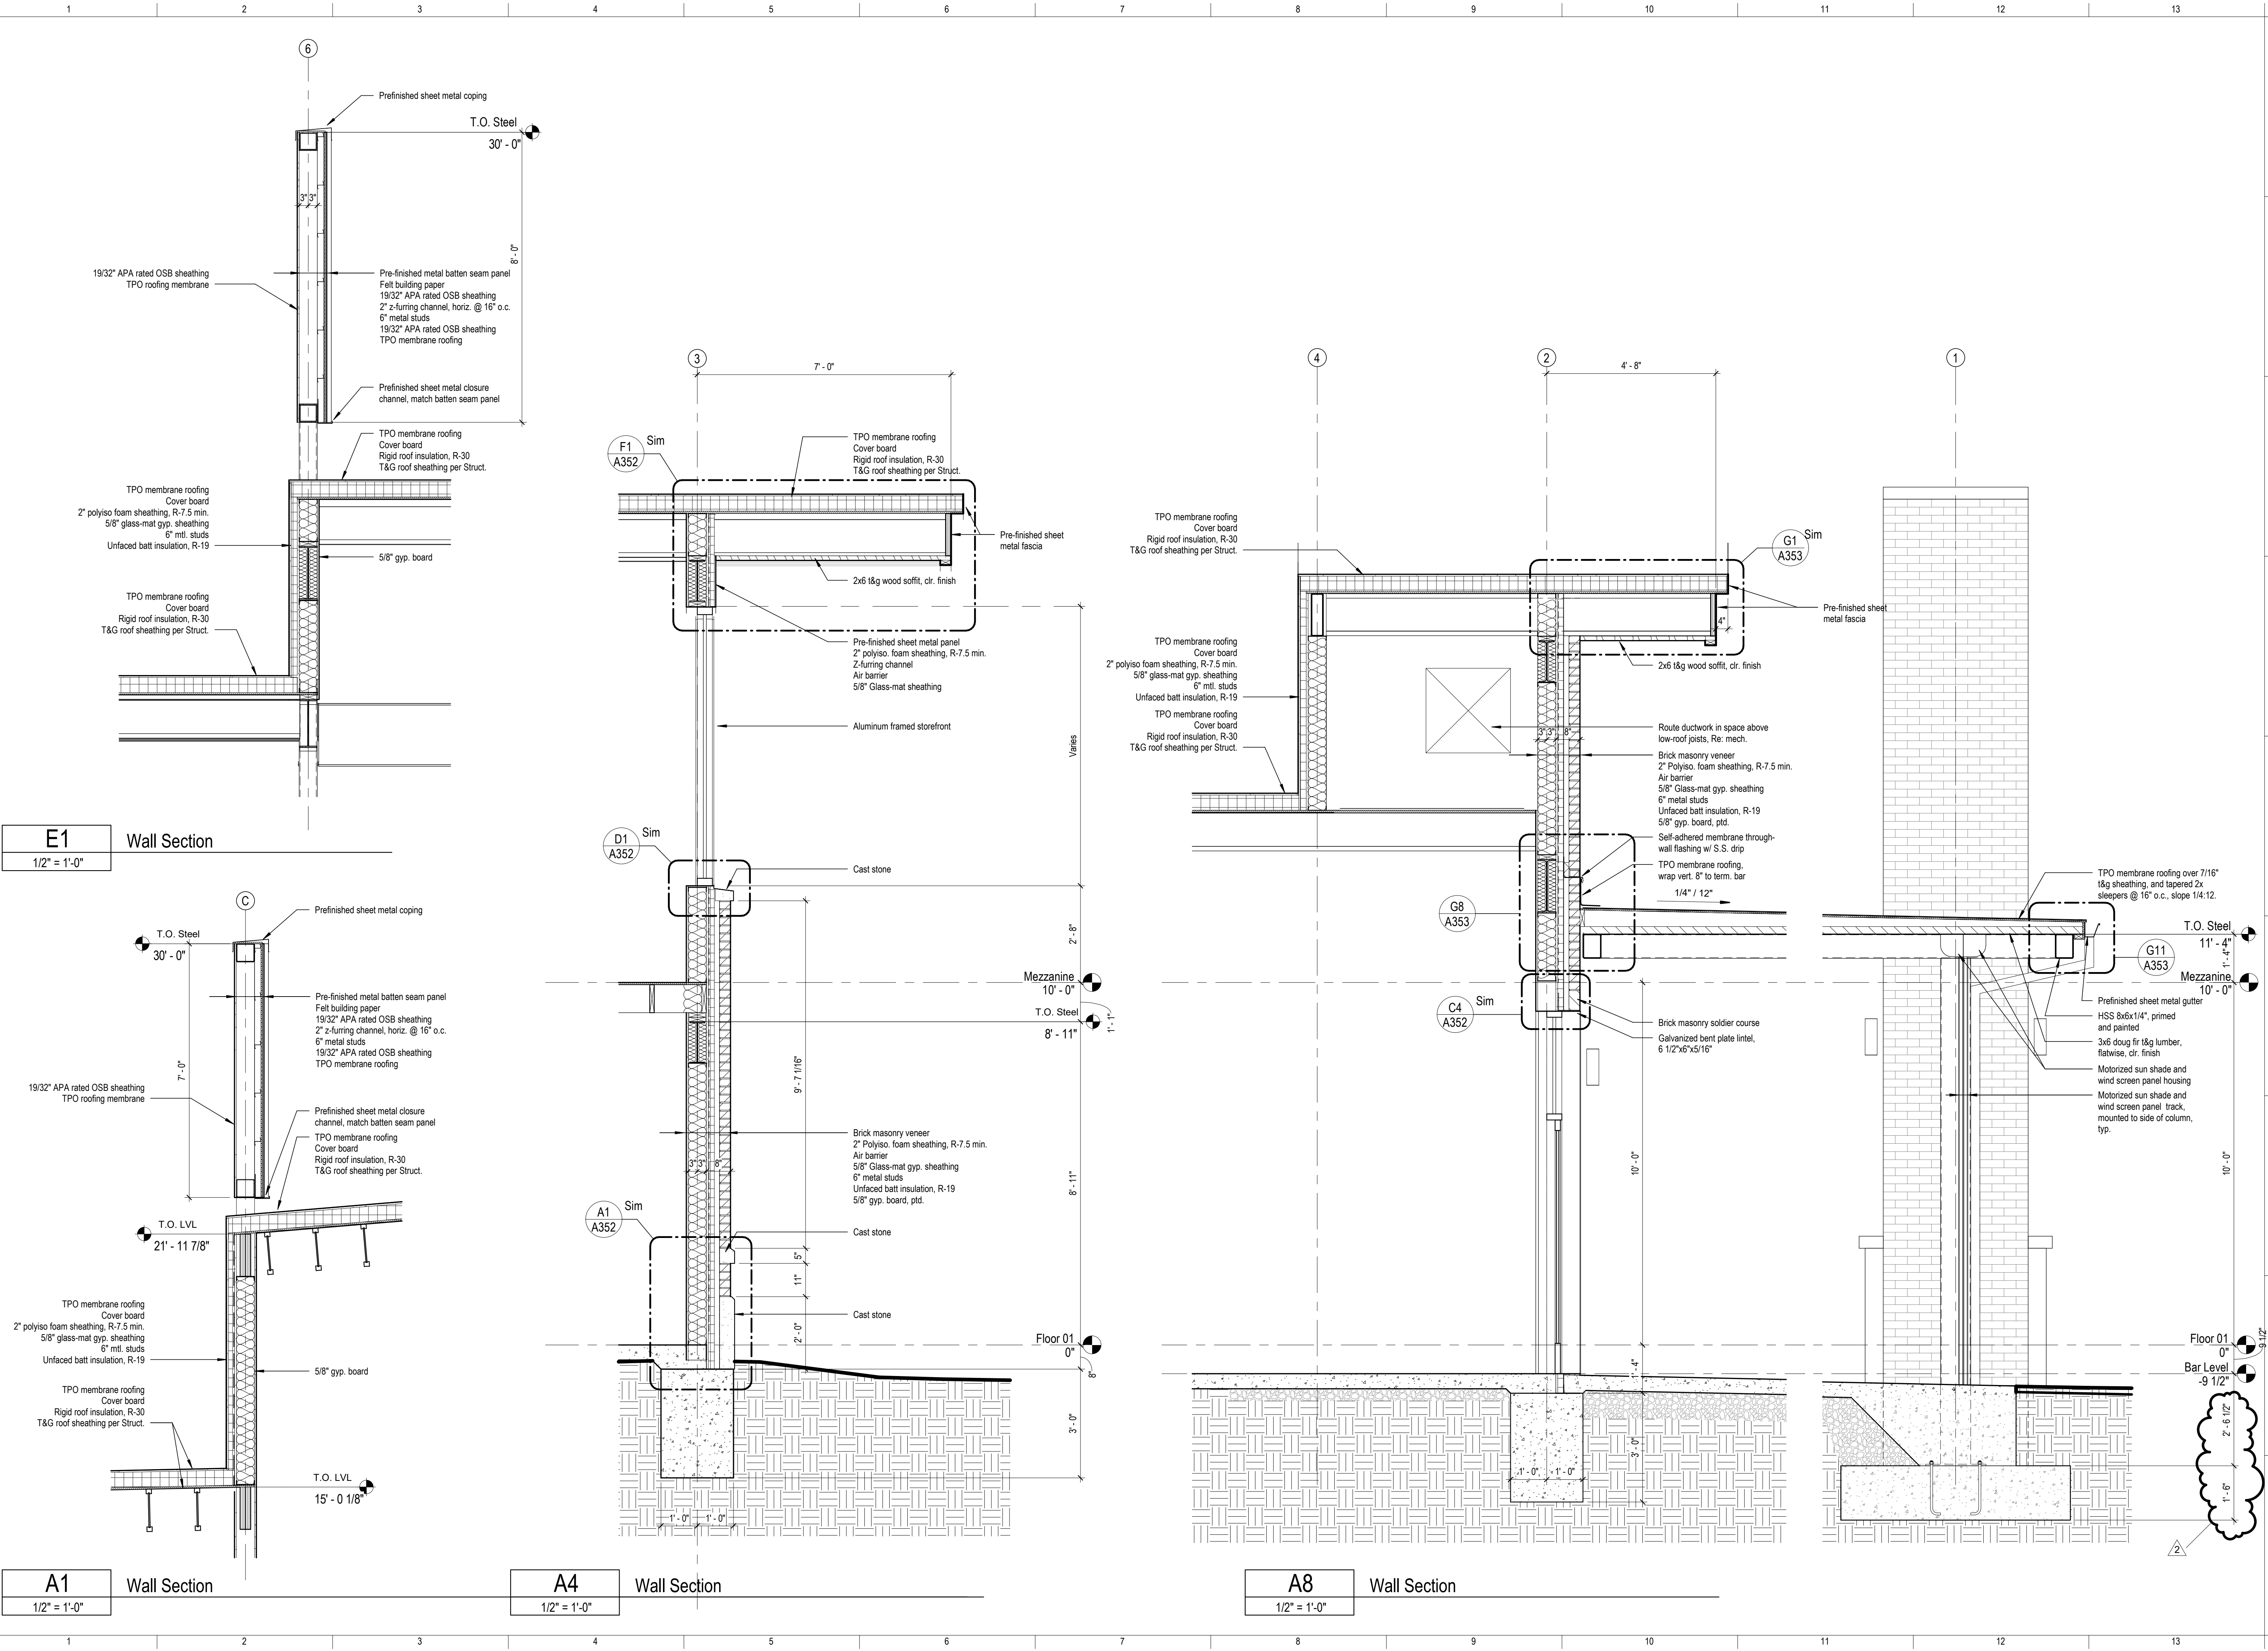 1 2 3 4 5 6 7 8 9 10 11 12 13
6
Prefinished sheet metal coping
T.O. Steel
30' - 0"
3" 3"
8' - 0"
19/32" APA rated OSB sheathing
TPO roofing membrane
Pre-finished metal batten seam panel
Felt building paper
19/32" APA rated OSB sheathing
2" z-furring channel, horiz. @ 16" o.c.
6" metal studs
19/32" APA rated OSB sheathing
TPO membrane roofing
Prefinished sheet metal closure
channel, match batten seam panel
TPO membrane roofing
Cover board
Rigid roof insulation, R-30
T&G roof sheathing per Struct.
TPO membrane roofing
Cover board
2" polyiso foam sheathing, R-7.5 min.
5/8" glass-mat gyp. sheathing
6" mtl. studs
Unfaced batt insulation, R-19
5/8" gyp. board
TPO membrane roofing
Cover board
Rigid roof insulation, R-30
T&G roof sheathing per Struct.
E1
Wall Section
1/2" = 1'-0"
C
Prefinished sheet metal coping
T.O. Steel
30' - 0"
Pre-finished metal batten seam panel
Felt building paper
19/32" APA rated OSB sheathing
2" z-furring channel, horiz. @ 16" o.c.
6" metal studs
19/32" APA rated OSB sheathing
TPO membrane roofing
7' - 0"
19/32" APA rated OSB sheathing
TPO roofing membrane
Prefinished sheet metal closure
channel, match batten seam panel
TPO membrane roofing
Cover board
Rigid roof insulation, R-30
T&G roof sheathing per Struct.
T.O. LVL
21' - 11 7/8"
TPO membrane roofing
Cover board
2" polyiso foam sheathing, R-7.5 min.
5/8" glass-mat gyp. sheathing
6" mtl. studs
Unfaced batt insulation, R-19
5/8" gyp. board
TPO membrane roofing
Cover board
Rigid roof insulation, R-30
T&G roof sheathing per Struct.
T.O. LVL
15' - 0 1/8"
A1
Wall Section
1/2" = 1'-0"
3
7' - 0"
F1
A352
Sim
TPO membrane roofing
Cover board
Rigid roof insulation, R-30
T&G roof sheathing per Struct.
Pre-finished sheet
metal fascia
2x6 t&g wood soffit, clr. finish
Pre-finished sheet metal panel
2" polyiso. foam sheathing, R-7.5 min.
Z-furring channel
Air barrier
5/8" Glass-mat sheathing
Aluminum framed storefront
Varies
D1
A352
Sim
Cast stone
2' - 8"
Mezzanine
10' - 0"
T.O. Steel
8' - 11"
1' - 1"
9' - 7 1/16"
3" 3" 8"
Brick masonry veneer
2" Polyiso. foam sheathing, R-7.5 min.
Air barrier
5/8" Glass-mat gyp. sheathing
6" metal studs
Unfaced batt insulation, R-19
5/8" gyp. board, ptd.
8' - 11"
A1
A352
Sim
Cast stone
5"
11"
Cast stone
2' - 0"
Floor 01
0"
8"
3' - 0"
1' - 0" 1' - 0"
A4
Wall Section
1/2" = 1'-0"
4
2
1
4' - 8"
TPO membrane roofing
Cover board
Rigid roof insulation, R-30
T&G roof sheathing per Struct.
G1
A353
Sim
Pre-finished sheet
metal fascia
4"
2x6 t&g wood soffit, clr. finish
TPO membrane roofing
Cover board
2" polyiso foam sheathing, R-7.5 min.
5/8" glass-mat gyp. sheathing
6" mtl. studs
Unfaced batt insulation, R-19
TPO membrane roofing
Cover board
Rigid roof insulation, R-30
T&G roof sheathing per Struct.
Route ductwork in space above
low-roof joists, Re: mech.
3" 3" 8"
Brick masonry veneer
2" Polyiso. foam sheathing, R-7.5 min.
Air barrier
5/8" Glass-mat gyp. sheathing
6" metal studs
Unfaced batt insulation, R-19
5/8" gyp. board, ptd.
Self-adhered membrane through-
wall flashing w/ S.S. drip
TPO membrane roofing,
wrap vert. 8" to term. bar
1/4" / 12"
TPO membrane roofing over 7/16"
t&g sheathing, and tapered 2x
sleepers @ 16" o.c., slope 1/4:12.
G8
A353
T.O. Steel
11' - 4"
G11
A353
1' - 4"
Mezzanine
10' - 0"
C4
A352
Sim
Brick masonry soldier course
Galvanized bent plate lintel,
6 1/2"x6"x5/16"
Prefinished sheet metal gutter
HSS 8x6x1/4", primed
and painted
3x6 doug fir t&g lumber,
flatwise, clr. finish
Motorized sun shade and
wind screen panel housing
Motorized sun shade and
wind screen panel track,
mounted to side of column,
typ.
10' - 0"
10' - 0"
Floor 01
0"
9 1/2"
Bar Level
-9 1/2"
1' - 4"
3' - 0"
1' - 0" 1' - 0"
2' - 6 1/2"
1' - 6"
2
A8
Wall Section
1/2" = 1'-0"
1 2 3 4 5 6 7 8 9 10 11 12 13